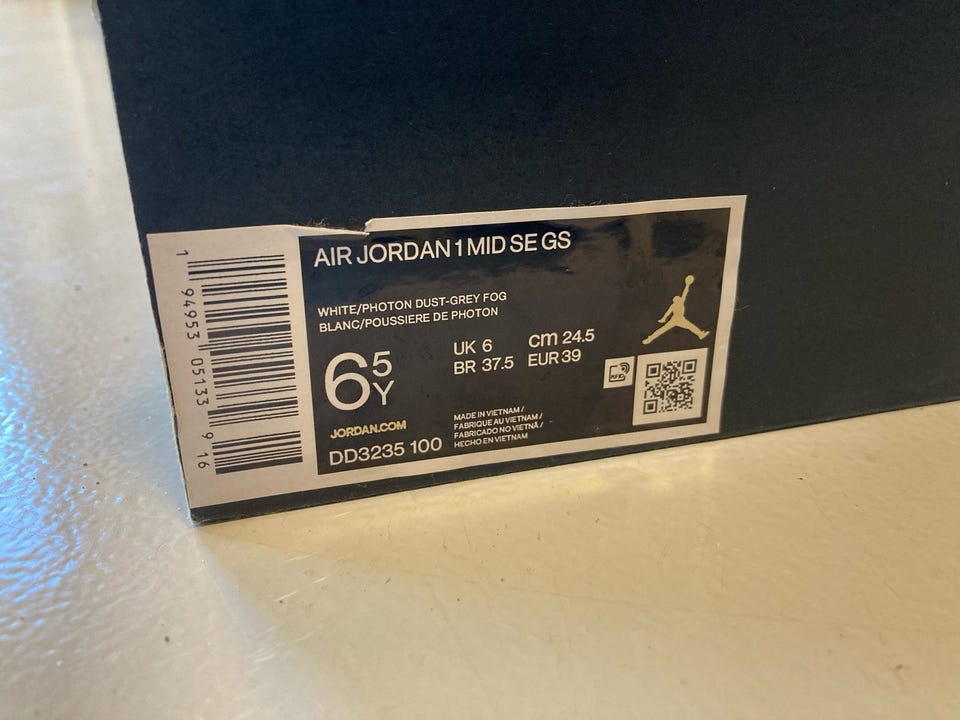 AIR JORDAN 1 MID SE GS
WHITE/PHOTON DUST-GREY FOG
BLANC/POUSSIERE DE PHOTON
6 5 Y
UK 6 cm 24.5
BR 37.5 EUR 39
JORDAN.COM
DD3235 100
MADE IN VIETNAM /
FABRIQUE AU VIETNAM /
FABRICADO NO VIETNÃ /
HECHO EN VIETNAM
RFID
1 94953 05133 9 16